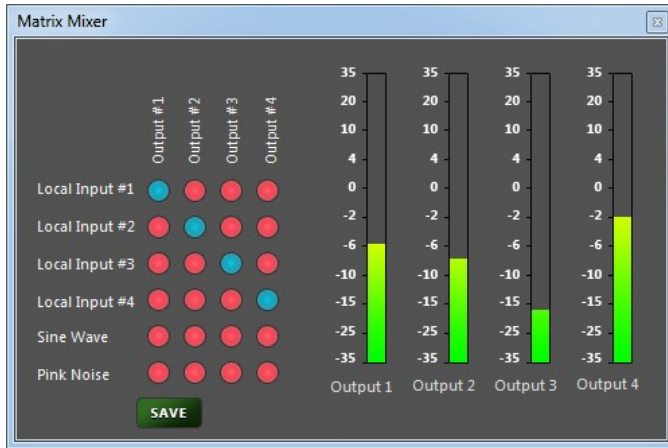 Matrix Mixer
Output #1
Output #2
Output #3
Output #4
Local Input #1
Local Input #2
Local Input #3
Local Input #4
Sine Wave
Pink Noise
SAVE
35
20
10
4
0
-2
-6
-10
-15
-25
-35
Output 1
35
20
10
4
0
-2
-6
-10
-15
-25
-35
Output 2
35
20
10
4
0
-2
-6
-10
-15
-25
-35
Output 3
35
20
10
4
0
-2
-6
-10
-15
-25
-35
Output 4